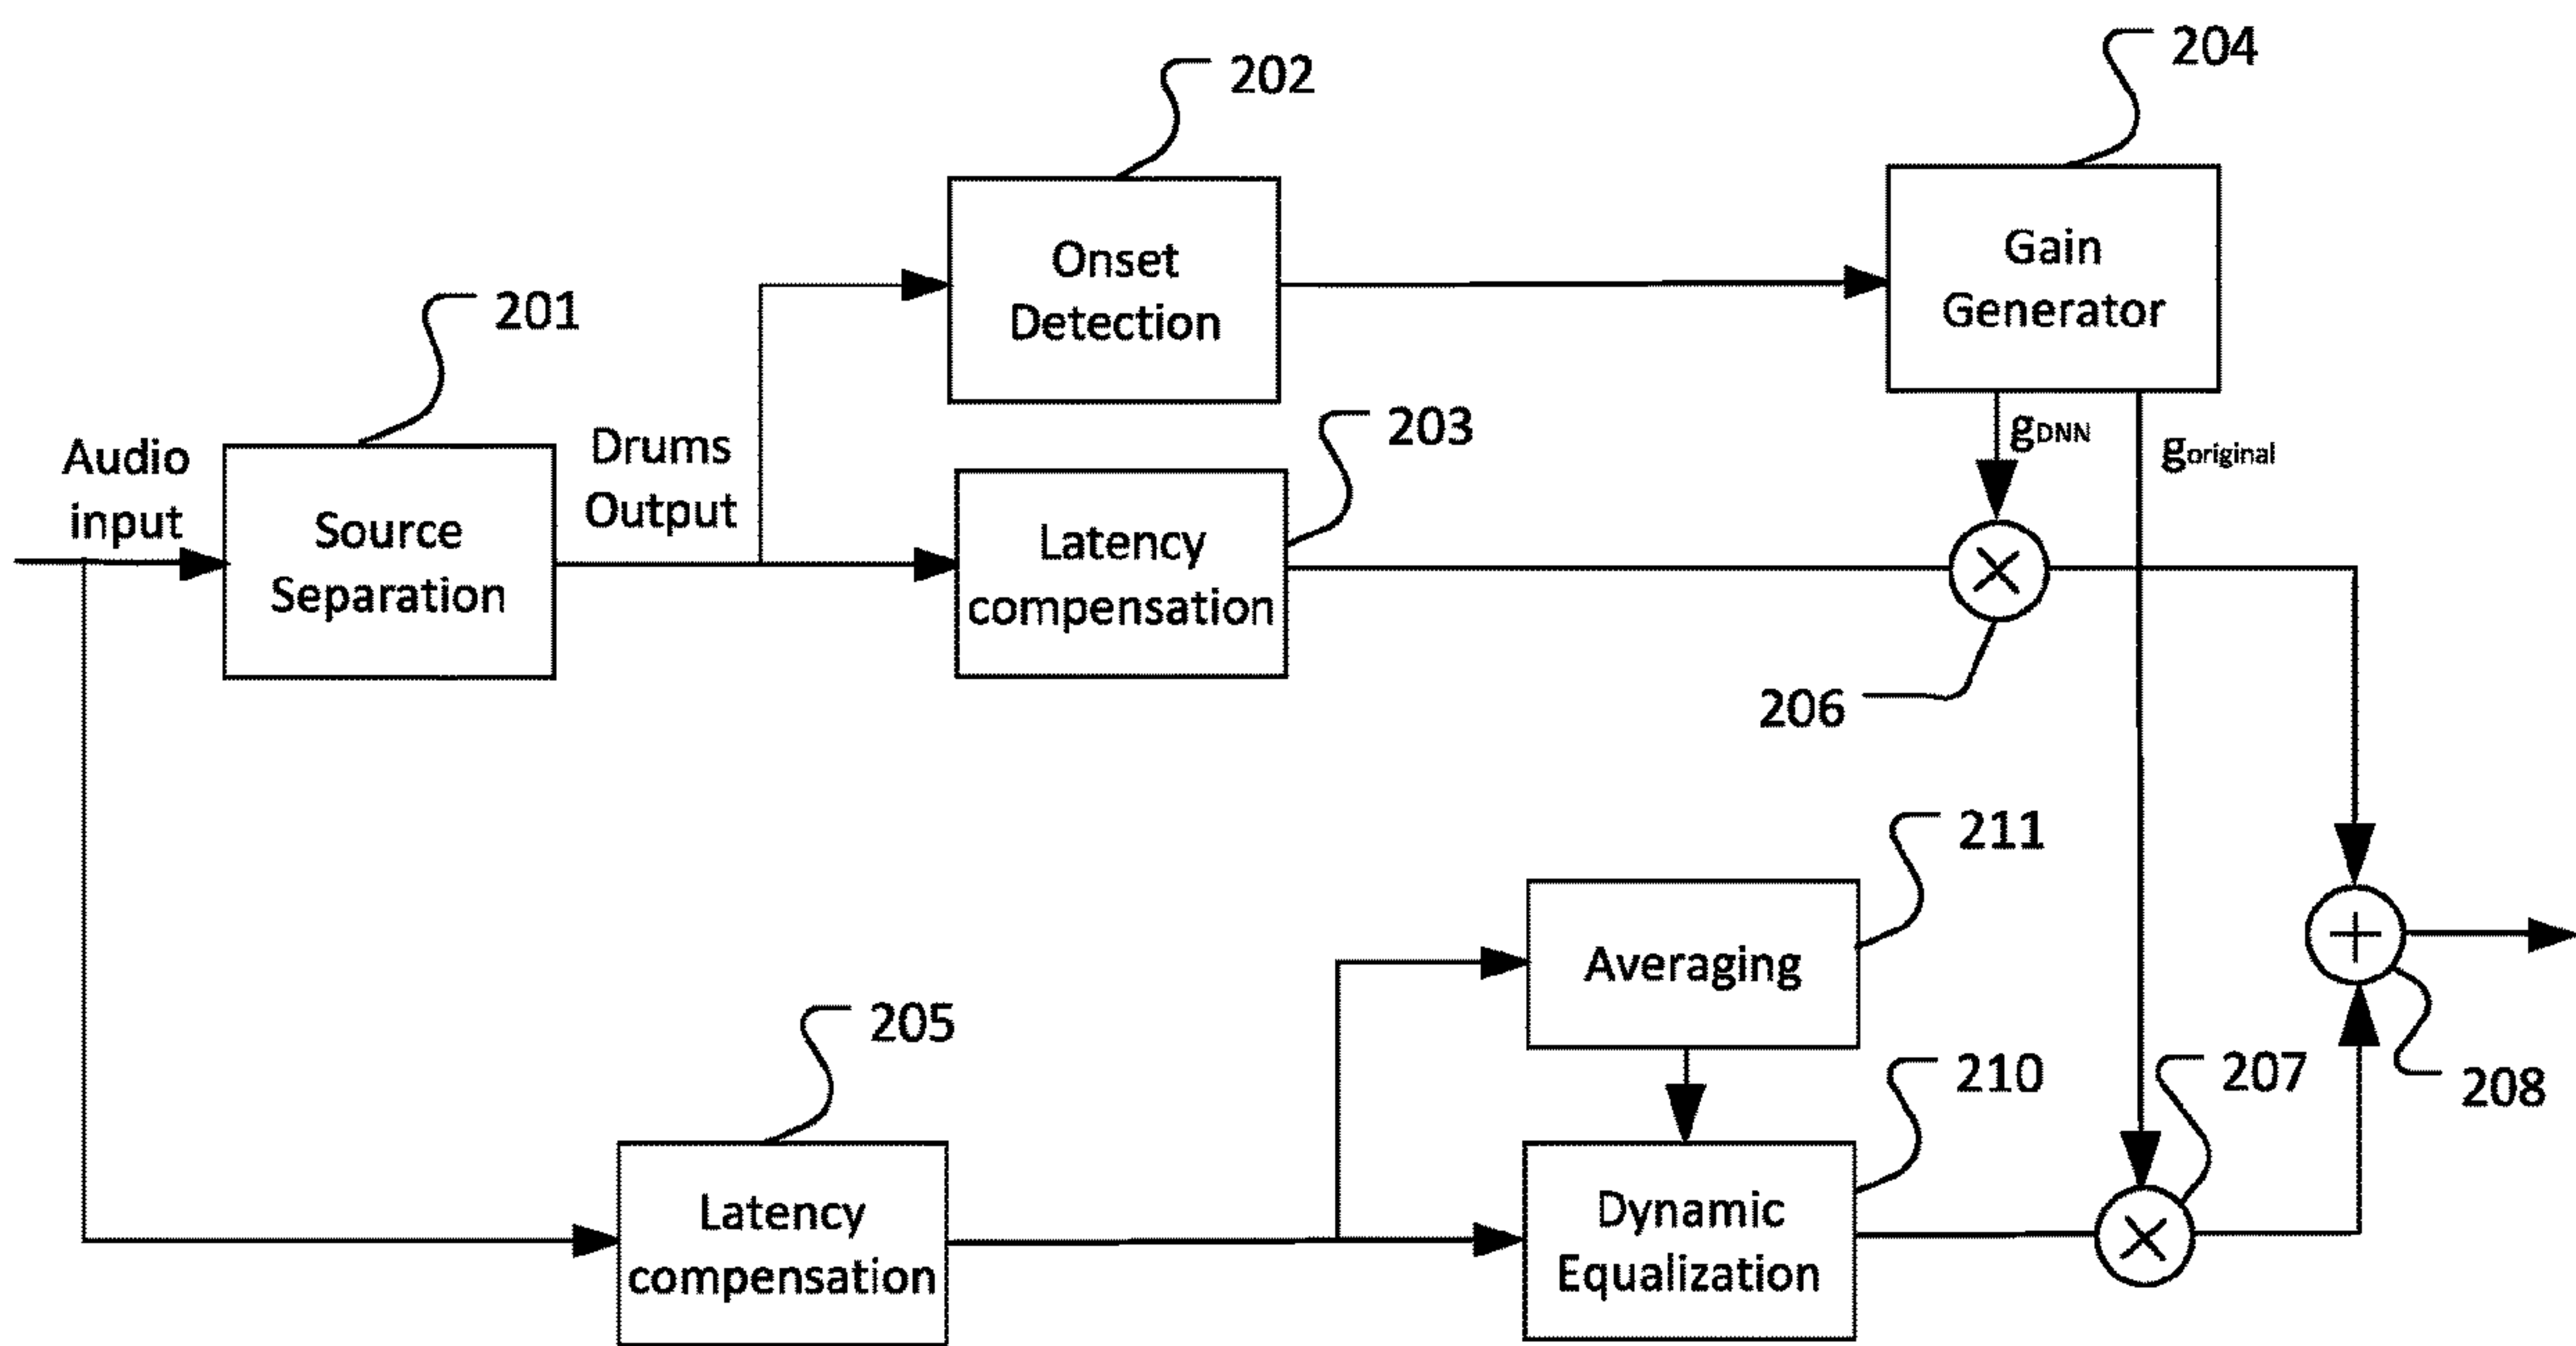 204
202
Onset
Detection
Gain
Generator
201
203
Audio
input
Drums
Output
gDNN
goriginal
Source
Separation
Latency
compensation
206
211
Averaging
205
210
207
208
Latency
compensation
Dynamic
Equalization